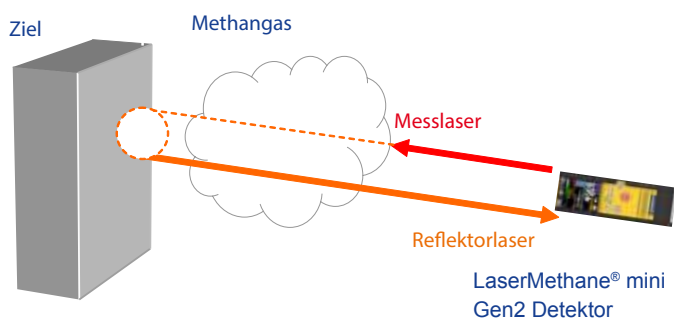 Ziel
Methangas
Messlaser
Reflektorlaser
LaserMethane® mini
Gen2 Detektor